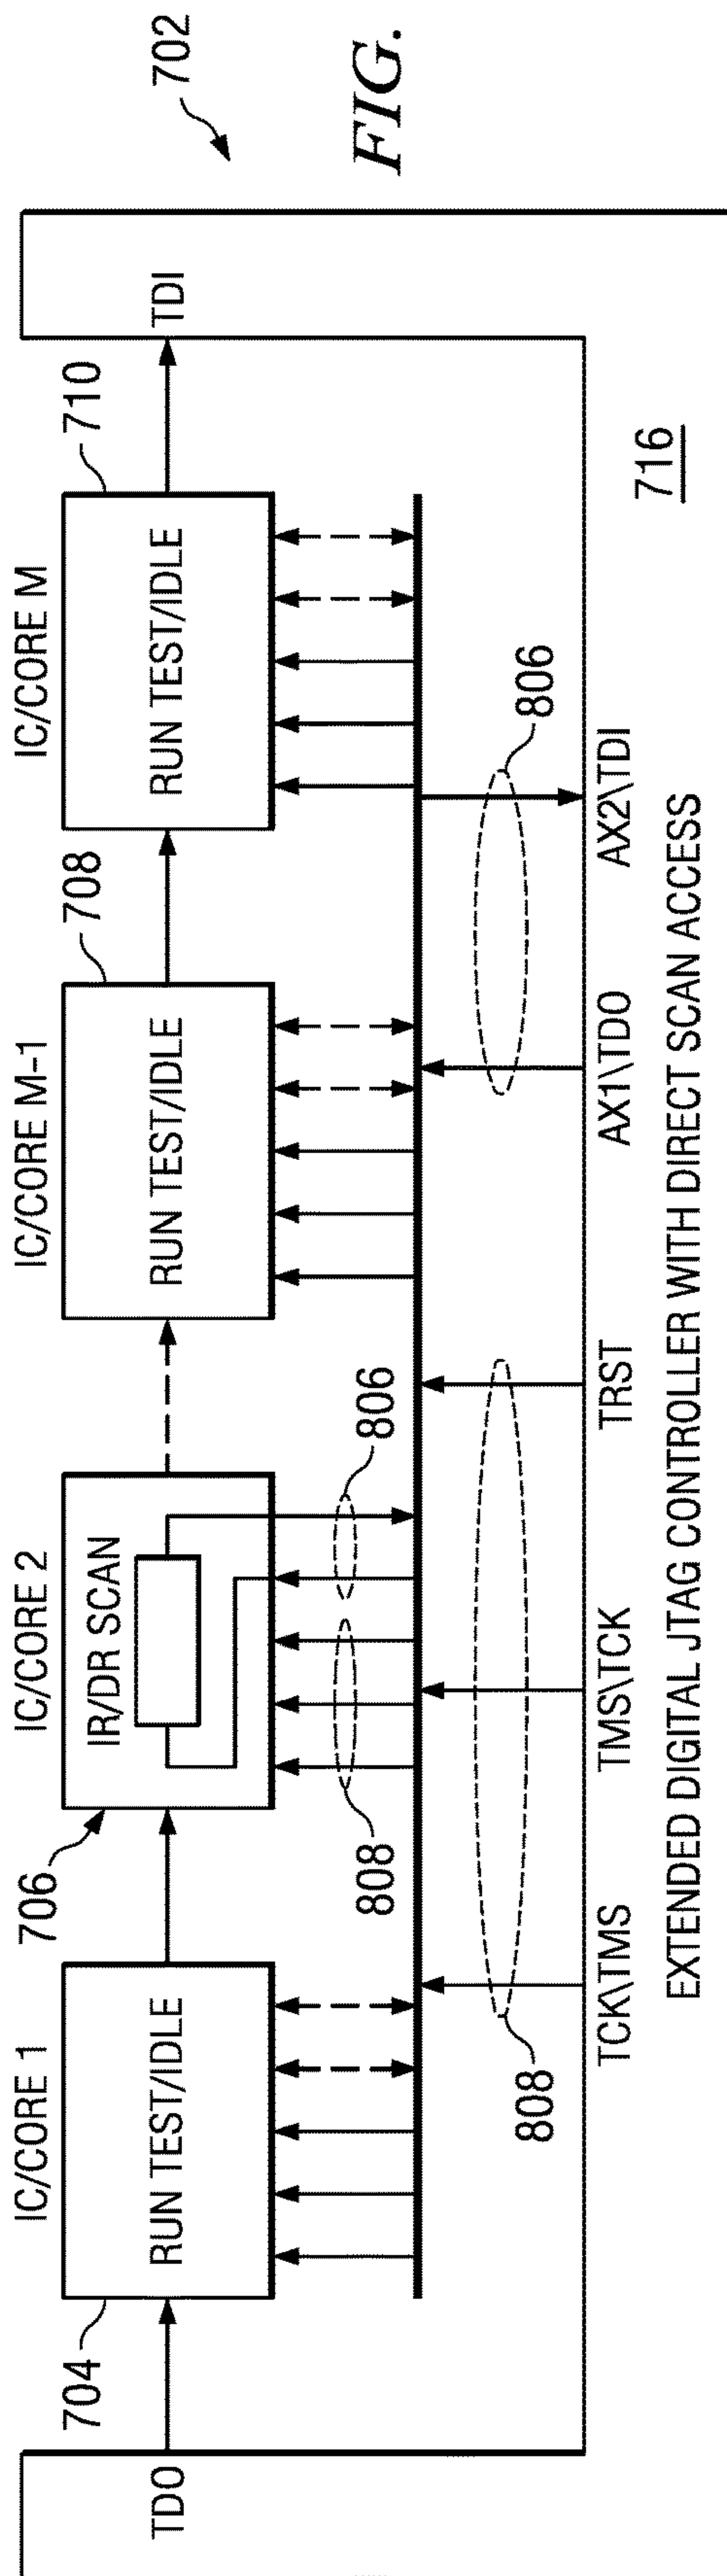 702
FIG.
IC/CORE 1
IC/CORE 2
IC/CORE M-1
IC/CORE M
704
706
708
710
TDO
RUN TEST/IDLE
IR/DR SCAN
RUN TEST/IDLE
RUN TEST/IDLE
TDI
808
806
808
806
TCK\TMS
TMS\TCK
TRST
AX1\TDO
AX2\TDI
716
EXTENDED DIGITAL JTAG CONTROLLER WITH DIRECT SCAN ACCESS